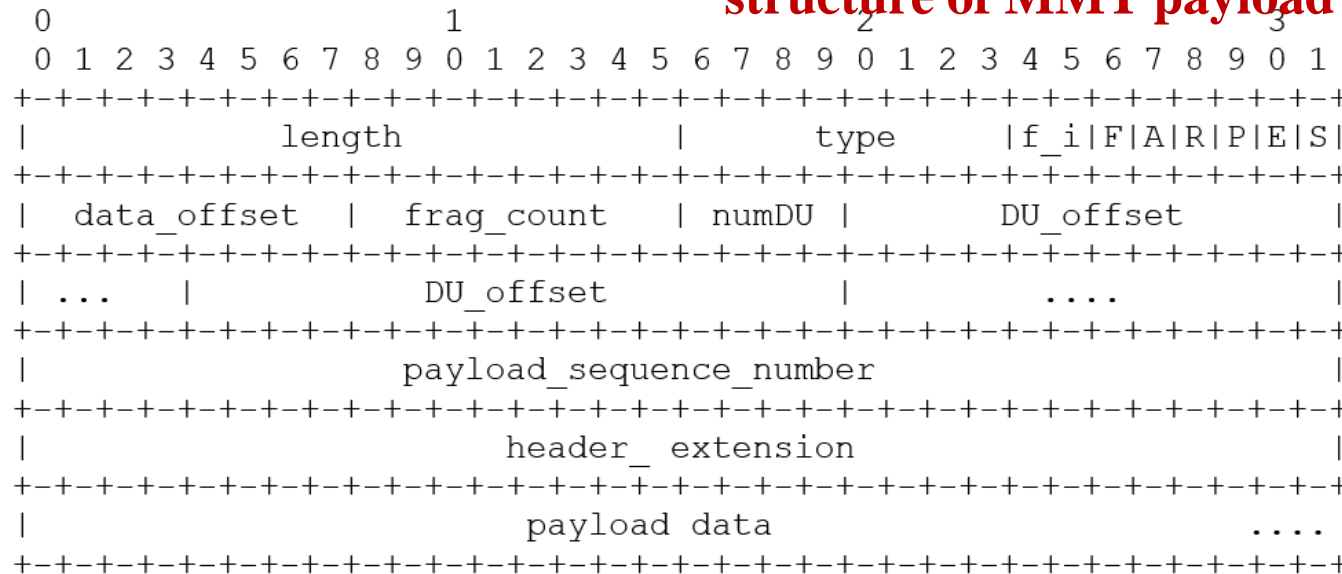 structure of MMT payload
0                   1                   2                   3
0 1 2 3 4 5 6 7 8 9 0 1 2 3 4 5 6 7 8 9 0 1 2 3 4 5 6 7 8 9 0 1
+-+-+-+-+-+-+-+-+-+-+-+-+-+-+-+-+-+-+-+-+-+-+-+-+-+-+-+-+-+-+-+-+
|            length             |      type     |f_i|F|A|R|P|E|S|
+-+-+-+-+-+-+-+-+-+-+-+-+-+-+-+-+-+-+-+-+-+-+-+-+-+-+-+-+-+-+-+-+
|  data_offset  |  frag_count   | numDU |       DU_offset       |
+-+-+-+-+-+-+-+-+-+-+-+-+-+-+-+-+-+-+-+-+-+-+-+-+-+-+-+-+-+-+-+-+
| ...   |           DU_offset           |         ....          |
+-+-+-+-+-+-+-+-+-+-+-+-+-+-+-+-+-+-+-+-+-+-+-+-+-+-+-+-+-+-+-+-+
|                  payload_sequence_number                      |
+-+-+-+-+-+-+-+-+-+-+-+-+-+-+-+-+-+-+-+-+-+-+-+-+-+-+-+-+-+-+-+-+
|                       header_ extension                       |
+-+-+-+-+-+-+-+-+-+-+-+-+-+-+-+-+-+-+-+-+-+-+-+-+-+-+-+-+-+-+-+-+
|                        payload data                       ....
+-+-+-+-+-+-+-+-+-+-+-+-+-+-+-+-+-+-+-+-+-+-+-+-+-+-+-+-+-+-+-+-+